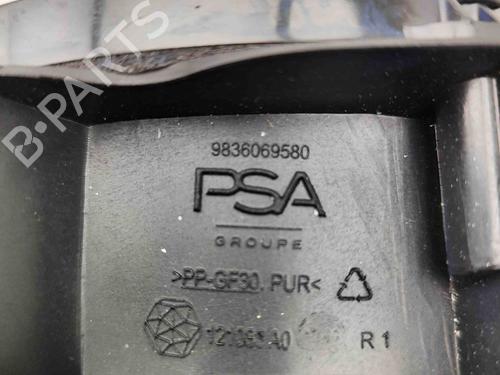 B-PARTS
9836069580
PSA
GROUPE
>PP-GF30.PUR<
R1